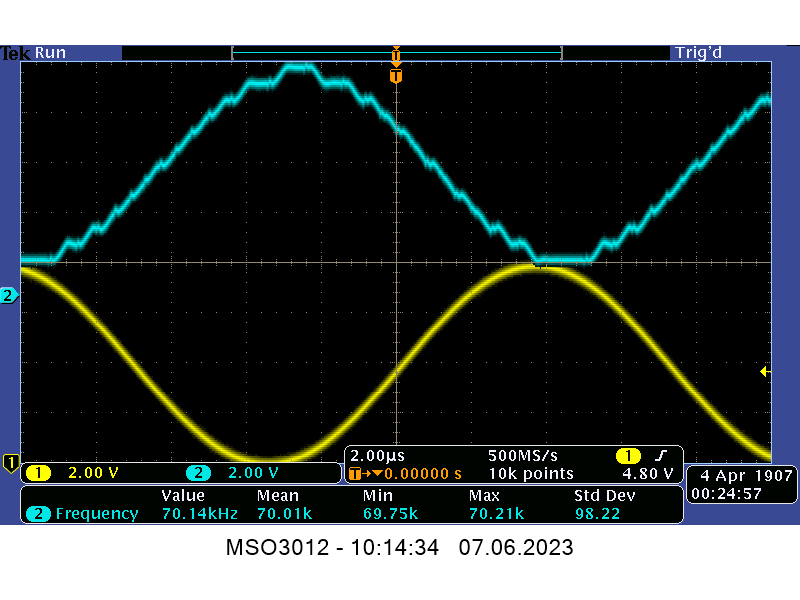 Tek Run Trig'd
T
T
2
1
1 2.00 V 2 2.00 V
2.00µs 500MS/s 1
T 0.00000 s 10k points 4.80 V
4 Apr 1907
00:24:57
Value Mean Min Max Std Dev
2 Frequency 70.14kHz 70.01k 69.75k 70.21k 98.22
MSO3012 - 10:14:34 07.06.2023